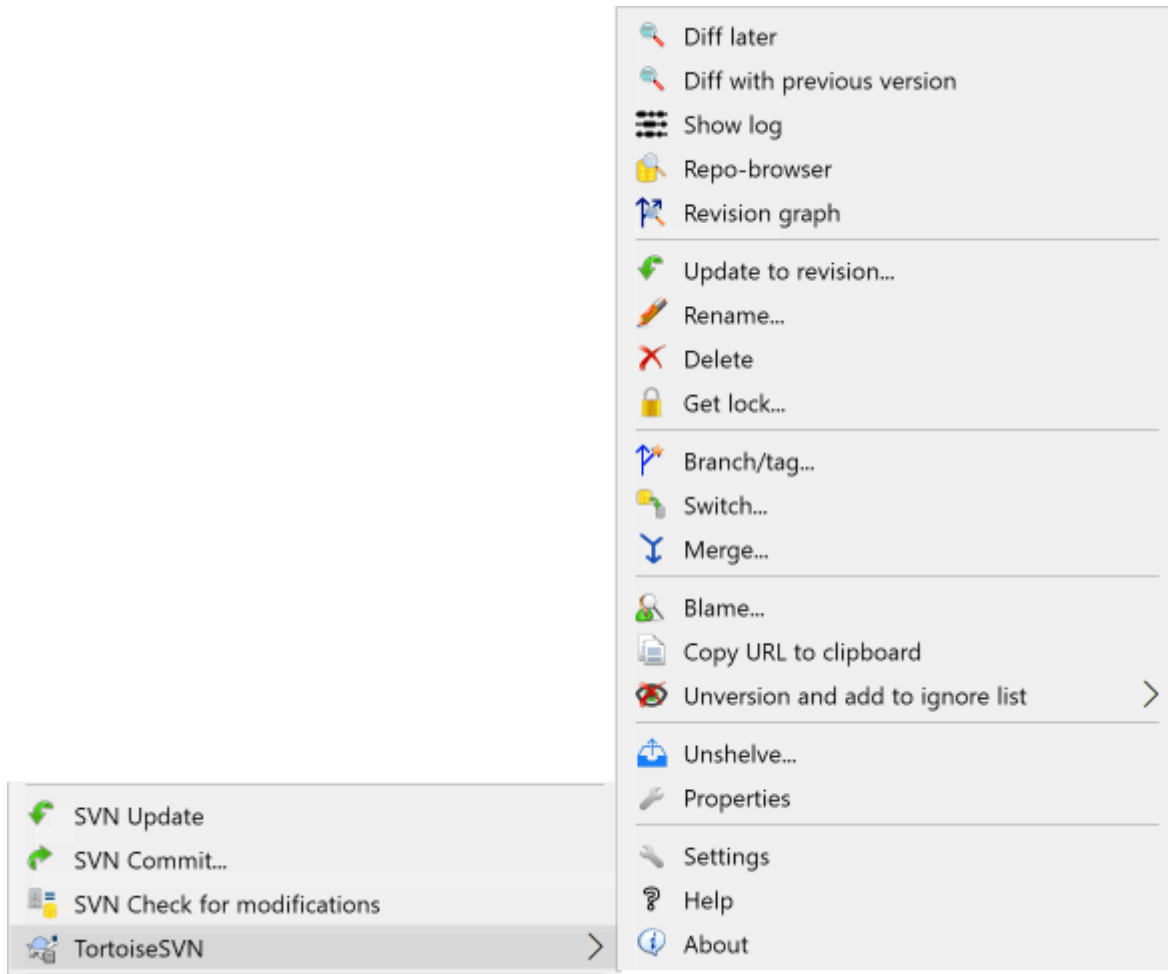 Diff later
Diff with previous version
Show log
Repo-browser
Revision graph
Update to revision...
Rename...
Delete
Get lock...
Branch/tag...
Switch...
Merge...
Blame...
Copy URL to clipboard
Unversion and add to ignore list
Unshelve...
Properties
Settings
Help
About
SVN Update
SVN Commit...
SVN Check for modifications
TortoiseSVN